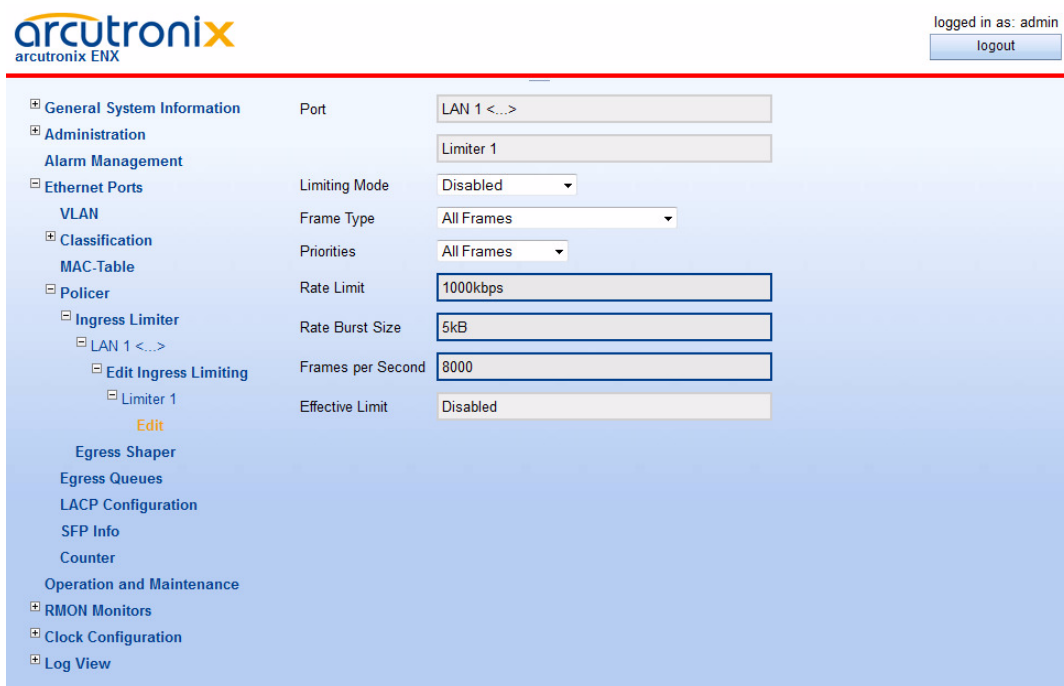 arcutronix
arcutronix ENX
logged in as: admin
logout
General System Information
Administration
Alarm Management
Ethernet Ports
VLAN
Classification
MAC-Table
Policer
Ingress Limiter
LAN 1 <...>
Edit Ingress Limiting
Limiter 1
Edit
Egress Shaper
Egress Queues
LACP Configuration
SFP Info
Counter
Operation and Maintenance
RMON Monitors
Clock Configuration
Log View
Port LAN 1 <...>
Limiter 1
Limiting Mode Disabled
Frame Type All Frames
Priorities All Frames
Rate Limit 1000kbps
Rate Burst Size 5kB
Frames per Second 8000
Effective Limit Disabled